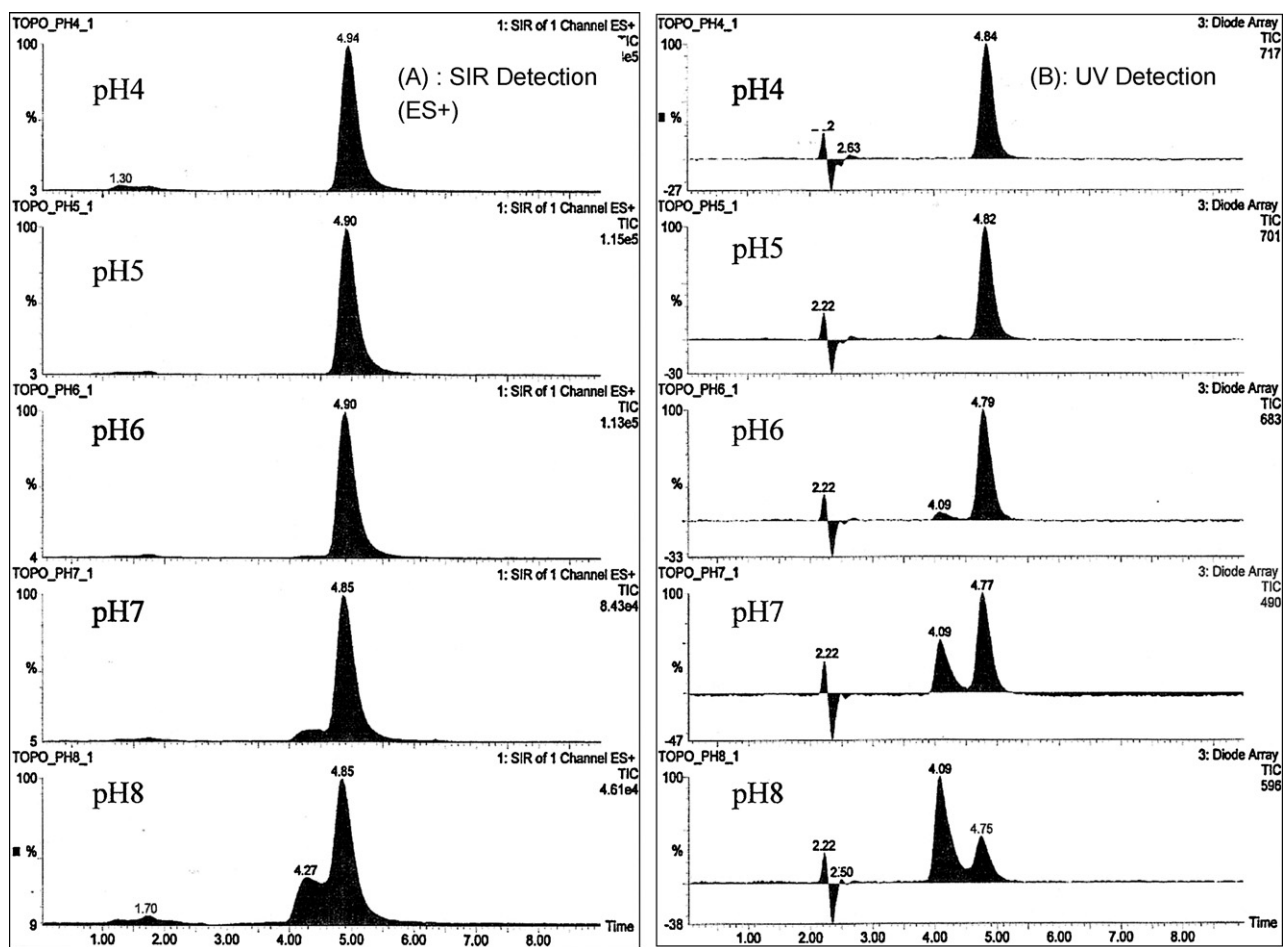 TOPO_PH4_1
1: SIR of 1 Channel ES+
TIC
100
4.94
pH4
(A) : SIR Detection
(ES+)
%
1.30
3
TOPO_PH5_1
1: SIR of 1 Channel ES+
TIC
1.15e5
100
4.90
pH5
%
3
TOPO_PH6_1
1: SIR of 1 Channel ES+
TIC
1.13e5
100
4.90
pH6
%
4
TOPO_PH7_1
1: SIR of 1 Channel ES+
TIC
8.43e4
100
4.85
pH7
%
5
TOPO_PH8_1
1: SIR of 1 Channel ES+
TIC
4.61e4
100
4.85
pH8
%
4.27
1.70
9
Time
1.00 2.00 3.00 4.00 5.00 6.00 7.00 8.00
TOPO_PH4_1
3: Diode Array
TIC
717
100
4.84
pH4
(B): UV Detection
%
2.63
-27
TOPO_PH5_1
3: Diode Array
TIC
701
100
4.82
pH5
2.22
%
-30
TOPO_PH6_1
3: Diode Array
TIC
683
100
4.79
pH6
2.22
4.09
%
-33
TOPO_PH7_1
3: Diode Array
TIC
490
100
4.77
pH7
4.09
2.22
%
-47
TOPO_PH8_1
3: Diode Array
TIC
596
100
4.09
pH8
4.75
2.22
2.50
%
-38
Time
1.00 2.00 3.00 4.00 5.00 6.00 7.00 8.00